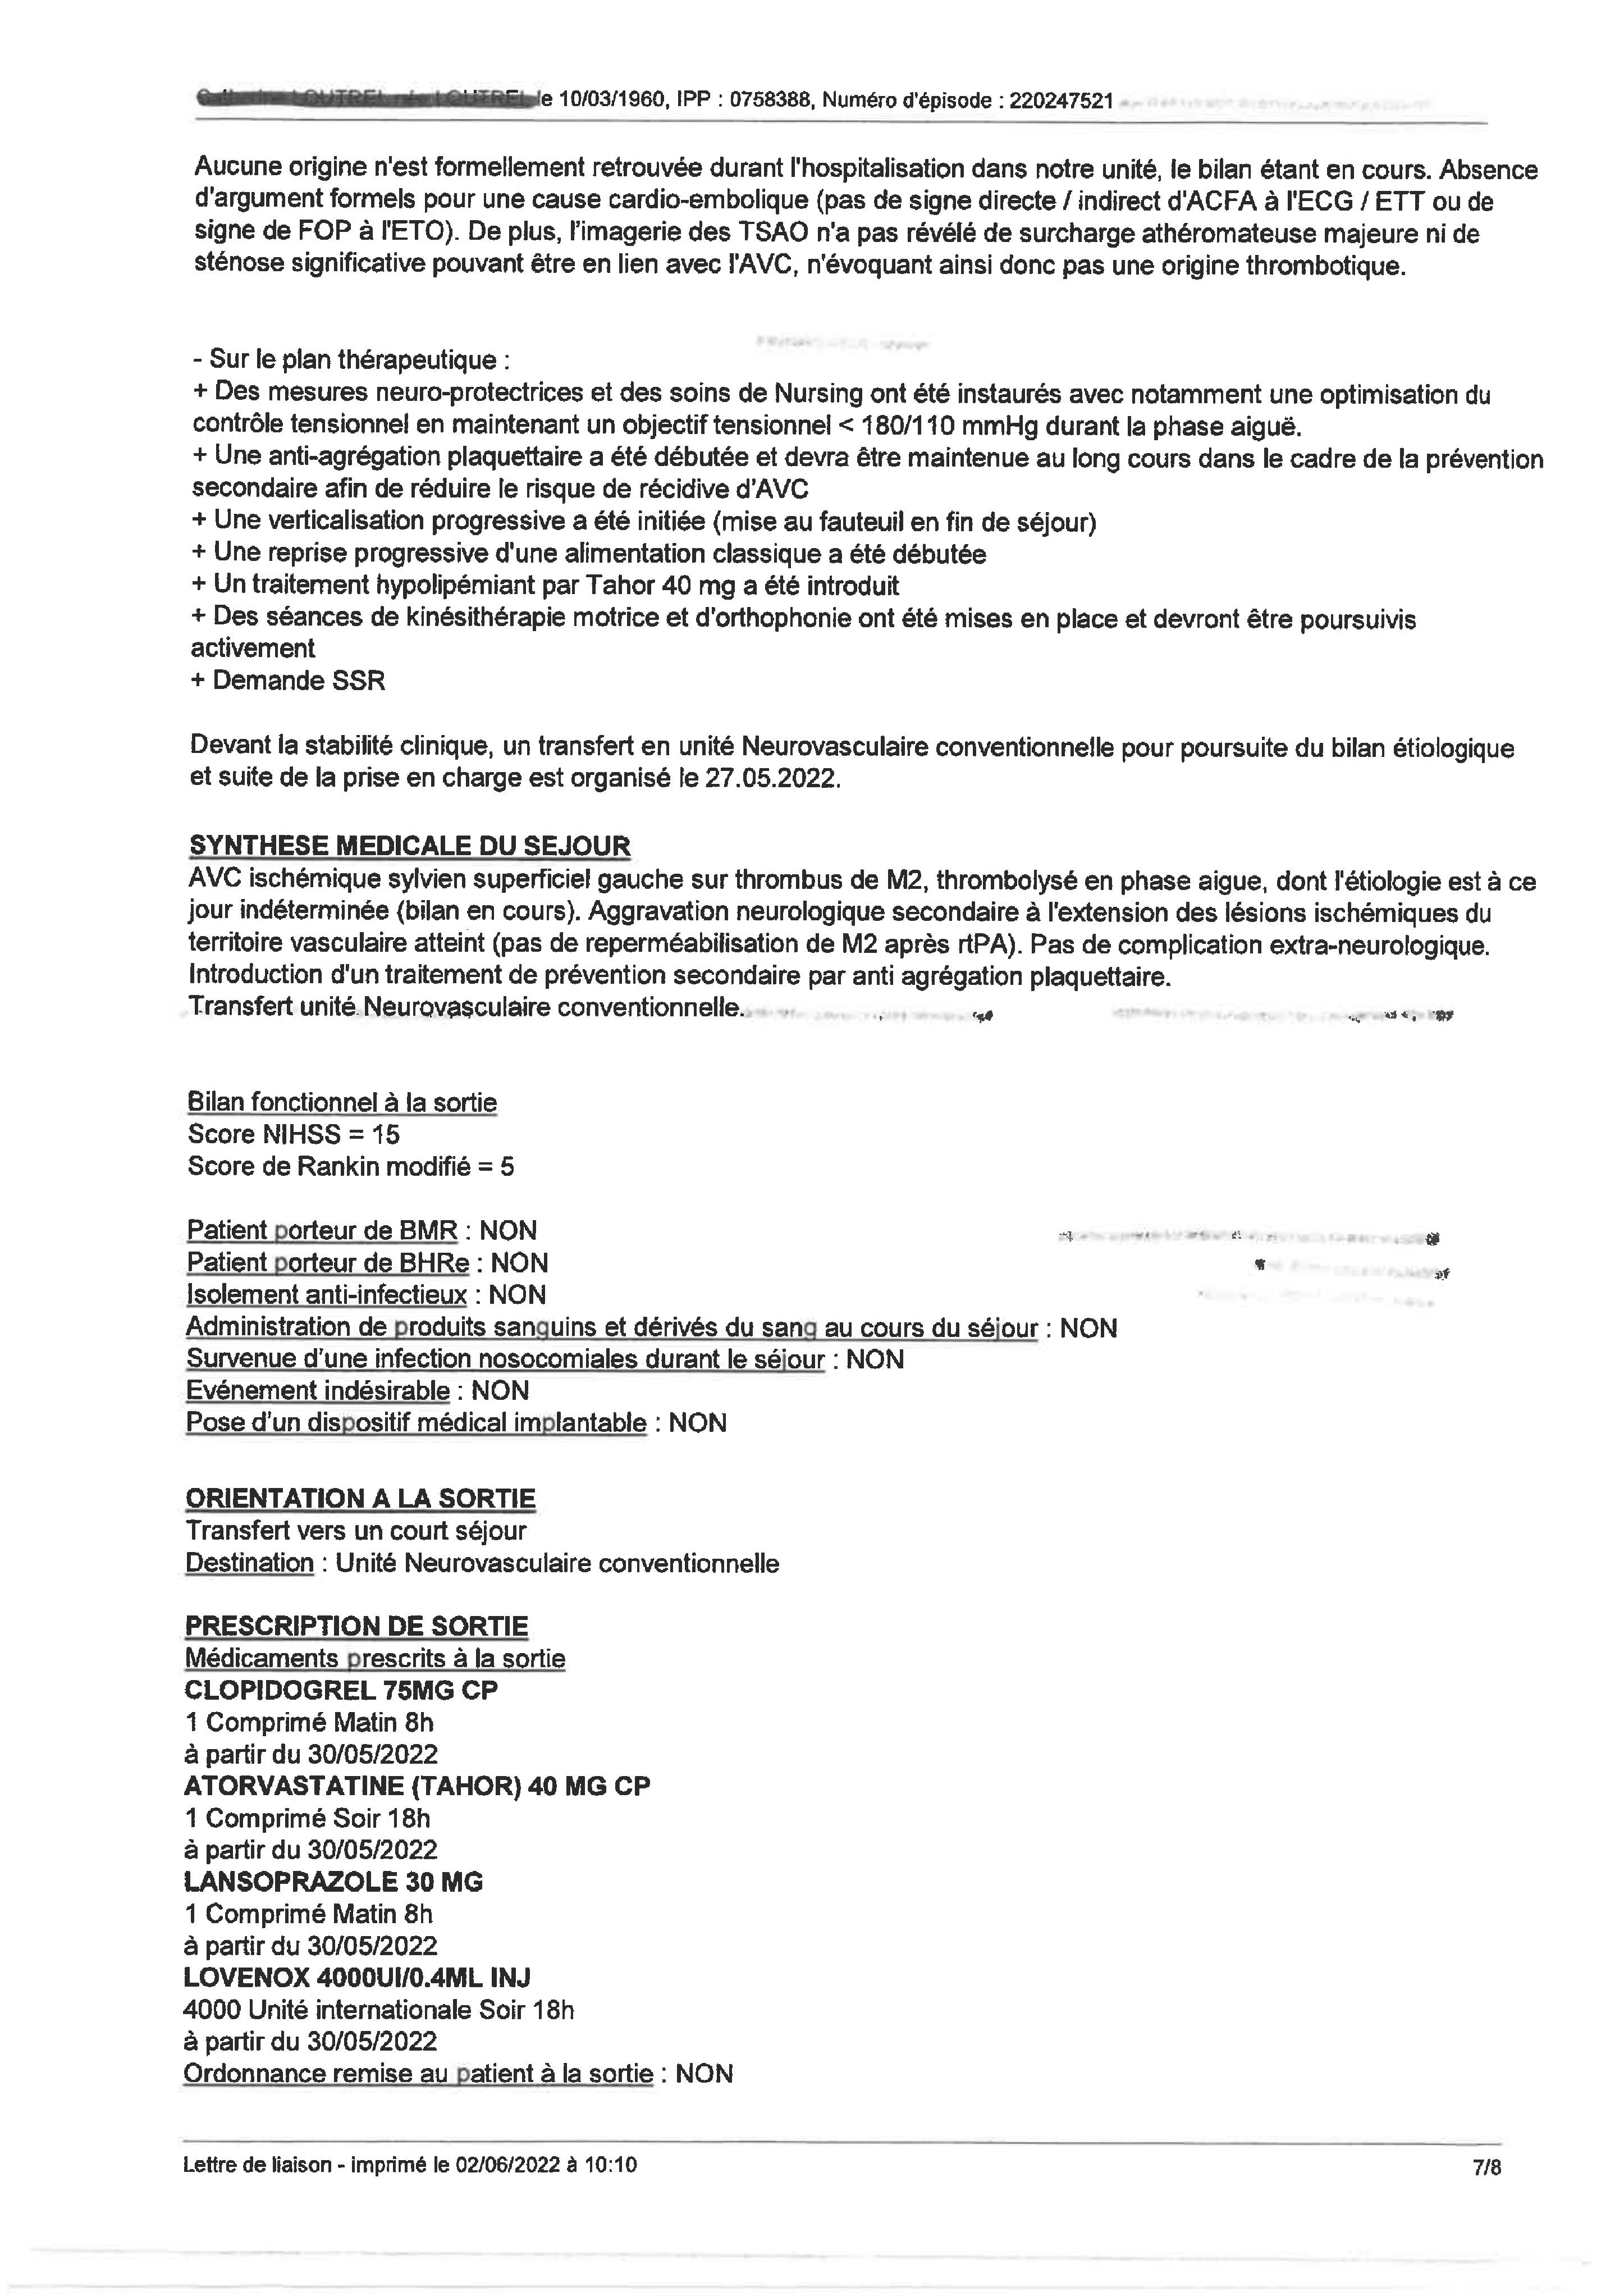 le 10/03/1960, IPP : 0758388, Numéro d'épisode : 220247521
Aucune origine n'est formellement retrouvée durant l'hospitalisation dans notre unité, le bilan étant en cours. Absence
d'argument formels pour une cause cardio-embolique (pas de signe directe / indirect d'ACFA à l'ECG / ETT ou de
signe de FOP à l'ETO). De plus, l'imagerie des TSAO n'a pas révélé de surcharge athéromateuse majeure ni de
sténose significative pouvant être en lien avec l'AVC, n'évoquant ainsi donc pas une origine thrombotique.
- Sur le plan thérapeutique :
+ Des mesures neuro-protectrices et des soins de Nursing ont été instaurés avec notamment une optimisation du
contrôle tensionnel en maintenant un objectif tensionnel < 180/110 mmHg durant la phase aiguë.
+ Une anti-agrégation plaquettaire a été débutée et devra être maintenue au long cours dans le cadre de la prévention
secondaire afin de réduire le risque de récidive d'AVC
+ Une verticalisation progressive a été initiée (mise au fauteuil en fin de séjour)
+ Une reprise progressive d'une alimentation classique a été débutée
+ Un traitement hypolipémiant par Tahor 40 mg a été introduit
+ Des séances de kinésithérapie motrice et d'orthophonie ont été mises en place et devront être poursuivis
activement
+ Demande SSR
Devant la stabilité clinique, un transfert en unité Neurovasculaire conventionnelle pour poursuite du bilan étiologique
et suite de la prise en charge est organisé le 27.05.2022.
SYNTHESE MEDICALE DU SEJOUR
AVC ischémique sylvien superficiel gauche sur thrombus de M2, thrombolysé en phase aigue, dont l'étiologie est à ce
jour indéterminée (bilan en cours). Aggravation neurologique secondaire à l'extension des lésions ischémiques du
territoire vasculaire atteint (pas de reperméabilisation de M2 après rtPA). Pas de complication extra-neurologique.
Introduction d'un traitement de prévention secondaire par anti agrégation plaquettaire.
Transfert unité Neurovasculaire conventionnelle.
Bilan fonctionnel à la sortie
Score NIHSS = 15
Score de Rankin modifié = 5
Patient porteur de BMR : NON
Patient porteur de BHRe : NON
Isolement anti-infectieux : NON
Administration de produits sanguins et dérivés du sang au cours du séjour : NON
Survenue d'une infection nosocomiales durant le séjour : NON
Evénement indésirable : NON
Pose d'un dispositif médical implantable : NON
ORIENTATION A LA SORTIE
Transfert vers un court séjour
Destination : Unité Neurovasculaire conventionnelle
PRESCRIPTION DE SORTIE
Médicaments prescrits à la sortie
CLOPIDOGREL 75MG CP
1 Comprimé Matin 8h
à partir du 30/05/2022
ATORVASTATINE (TAHOR) 40 MG CP
1 Comprimé Soir 18h
à partir du 30/05/2022
LANSOPRAZOLE 30 MG
1 Comprimé Matin 8h
à partir du 30/05/2022
LOVENOX 4000UI/0.4ML INJ
4000 Unité internationale Soir 18h
à partir du 30/05/2022
Ordonnance remise au patient à la sortie : NON
Lettre de liaison - imprimé le 02/06/2022 à 10:10
7/8